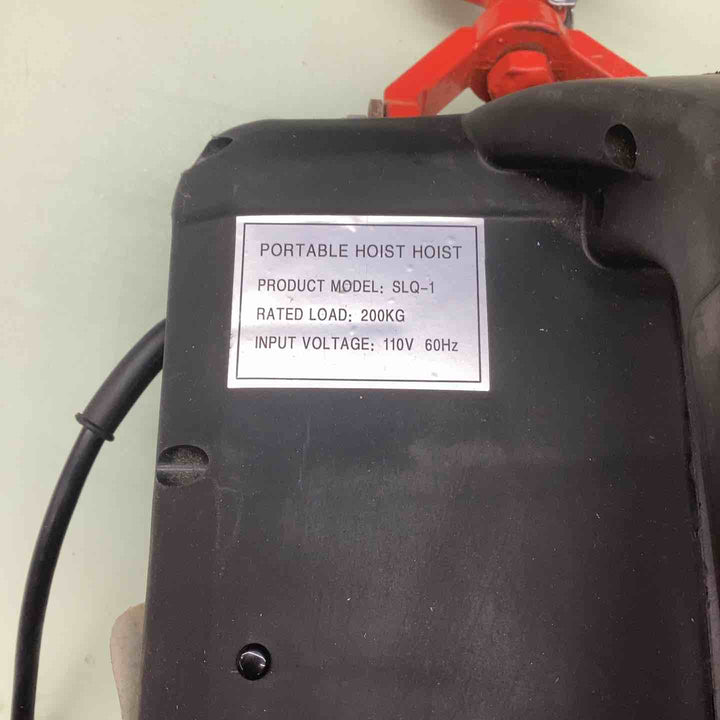 PORTABLE HOIST HOIST
PRODUCT MODEL: SLQ-1
RATED LOAD: 200KG
INPUT VOLTAGE: 110V 60Hz